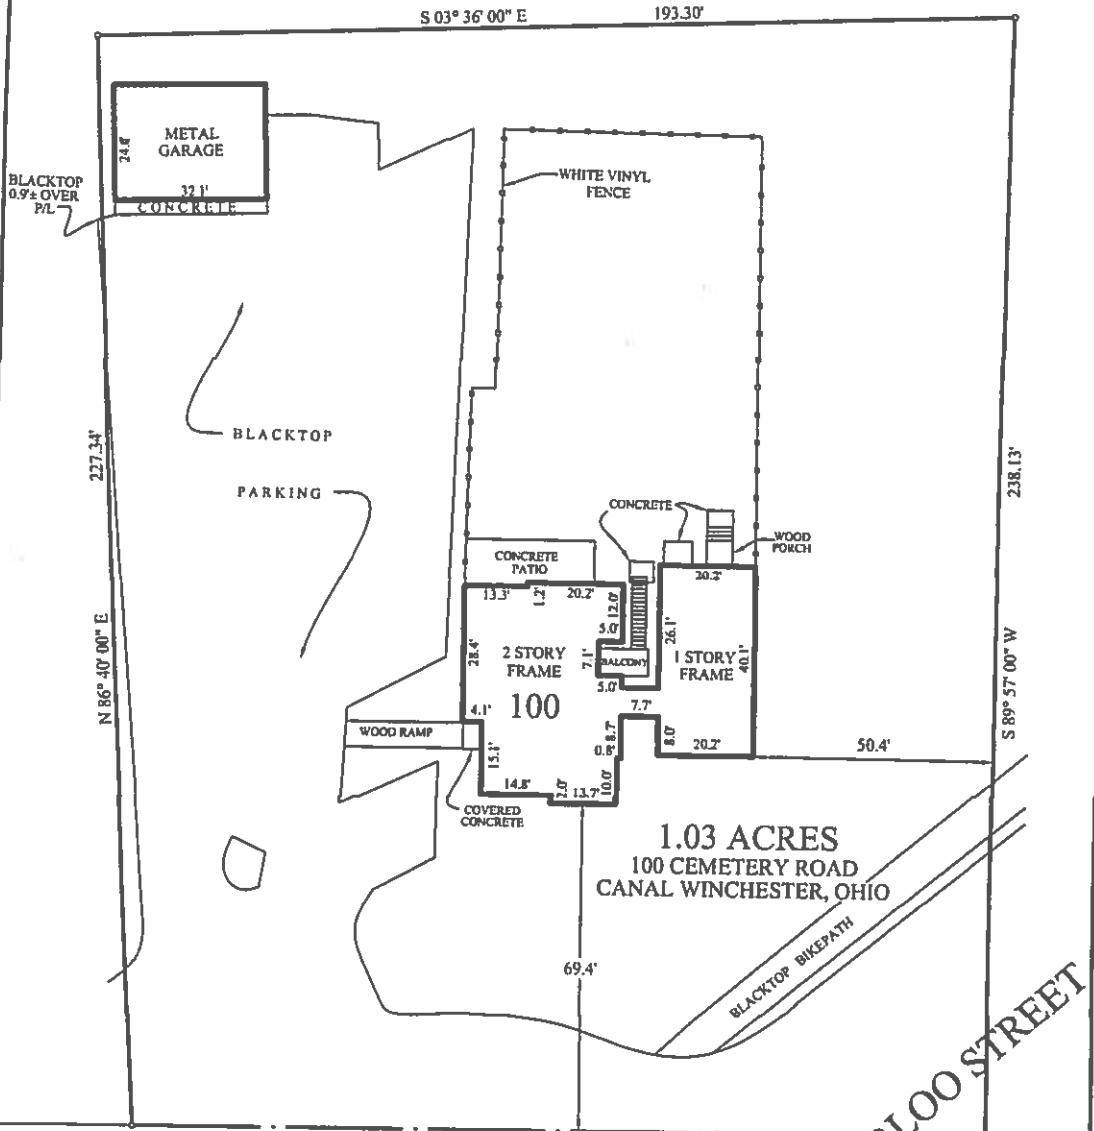 S 03° 36' 00" E
193.30'
METAL
GARAGE
24.6'
32.1'
CONCRETE
BLACKTOP
0.9'± OVER
P/L
WHITE VINYL
FENCE
227.34'
N 86° 40' 00" E
BLACKTOP
PARKING
238.13'
S 89° 57' 00" W
CONCRETE
WOOD
PORCH
CONCRETE
PATIO
13.3'
1.2'
20.2'
12.0'
5.0'
7.1'
BALCONY
5.0'
20.2'
26.1'
1 STORY
FRAME
40.1'
28.4'
2 STORY
FRAME
100
4.1'
WOOD RAMP
7.7'
8.7'
0.8'
8.0'
20.2'
50.4'
15.1'
14.8'
2.0'
13.7'
10.0'
COVERED
CONCRETE
1.03 ACRES
100 CEMETERY ROAD
CANAL WINCHESTER, OHIO
69.4'
BLACKTOP BIKEPATH
LOO STREET